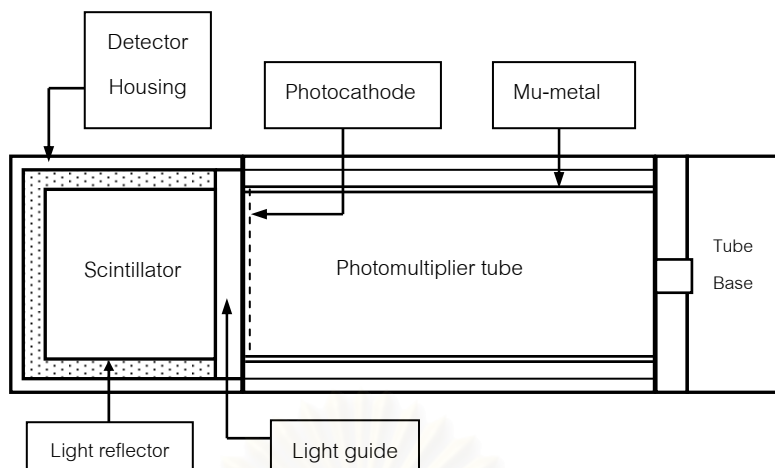 Detector
Housing
Photocathode
Mu-metal
Scintillator
Photomultiplier tube
Tube
Base
Light reflector
Light guide